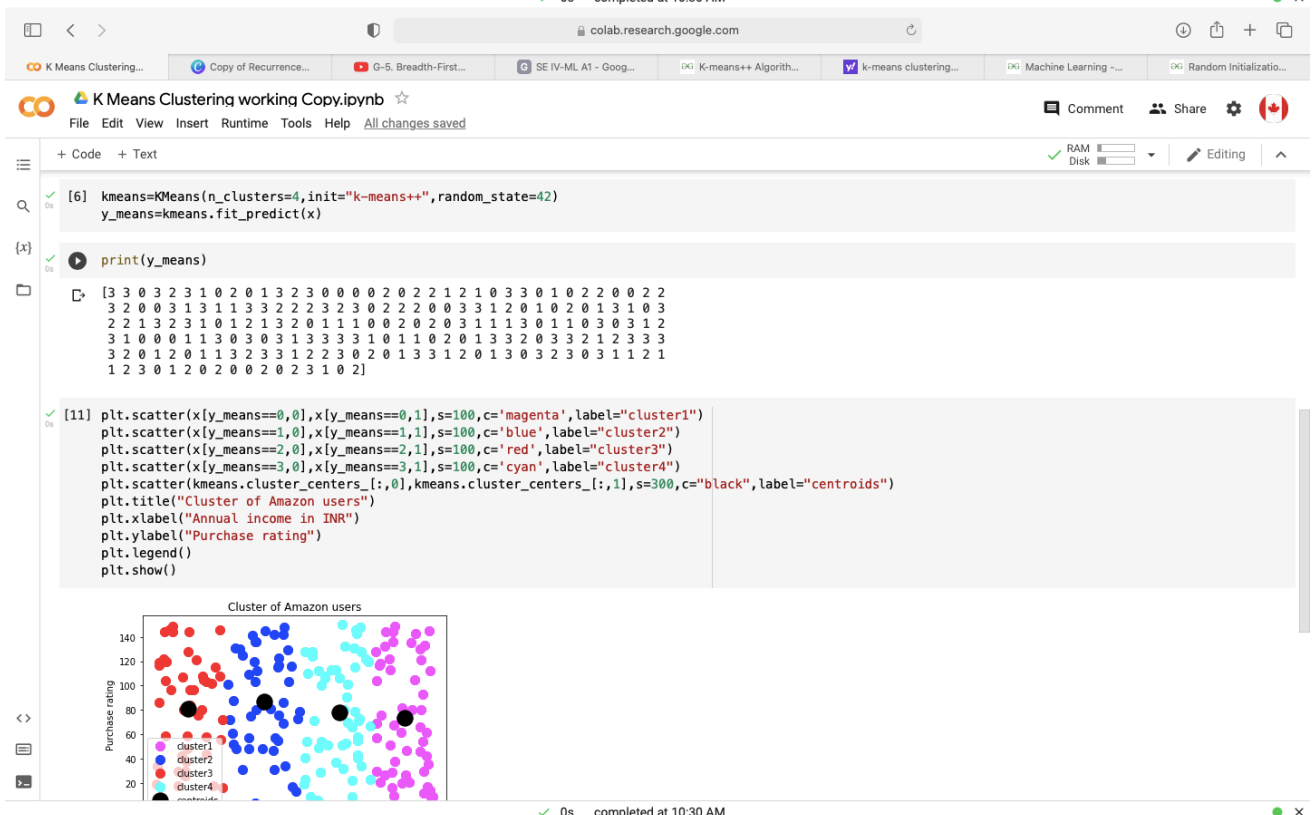 0s completed at 10:30 AM
colab.research.google.com
K Means Clustering...
Copy of Recurrence...
G-5. Breadth-First...
SE IV-ML A1 - Goog...
K-means++ Algorith...
k-means clustering...
Machine Learning -...
Random Initializatio...
K Means Clustering working Copy.ipynb
Comment Share
File Edit View Insert Runtime Tools Help All changes saved
+ Code + Text
RAM
Disk
Editing
[6] kmeans=KMeans(n_clusters=4,init="k-means++",random_state=42)
0s
y_means=kmeans.fit_predict(x)
{x}
print(y_means)
0s
[3 3 0 3 2 3 1 0 2 0 1 3 2 3 0 0 0 0 2 0 2 2 1 2 1 0 3 3 0 1 0 2 2 0 0 2 2
3 2 0 0 3 1 3 1 1 3 3 2 2 2 3 2 3 0 2 2 2 0 0 3 3 1 2 0 1 0 2 0 1 3 1 0 3
2 2 1 3 2 3 1 0 1 2 1 3 2 0 1 1 1 0 0 2 0 2 0 3 1 1 1 3 0 1 1 0 3 0 3 1 2
3 1 0 0 0 1 1 3 0 3 0 3 1 3 3 3 3 1 0 1 1 0 2 0 1 3 3 2 0 3 3 2 1 2 3 3 3
3 2 0 1 2 0 1 1 3 2 3 3 1 2 2 3 0 2 0 1 3 3 1 2 0 1 3 0 3 2 3 0 3 1 1 2 1
1 2 3 0 1 2 0 2 0 0 2 0 2 3 1 0 2]
[11] plt.scatter(x[y_means==0,0],x[y_means==0,1],s=100,c='magenta',label="cluster1")
0s
plt.scatter(x[y_means==1,0],x[y_means==1,1],s=100,c='blue',label="cluster2")
plt.scatter(x[y_means==2,0],x[y_means==2,1],s=100,c='red',label="cluster3")
plt.scatter(x[y_means==3,0],x[y_means==3,1],s=100,c='cyan',label="cluster4")
plt.scatter(kmeans.cluster_centers_[:,0],kmeans.cluster_centers_[:,1],s=300,c="black",label="centroids")
plt.title("Cluster of Amazon users")
plt.xlabel("Annual income in INR")
plt.ylabel("Purchase rating")
plt.legend()
plt.show()
Cluster of Amazon users
140
120
100
80
60
40
20
Purchase rating
cluster1
cluster2
cluster3
cluster4
centroids
0s completed at 10:30 AM